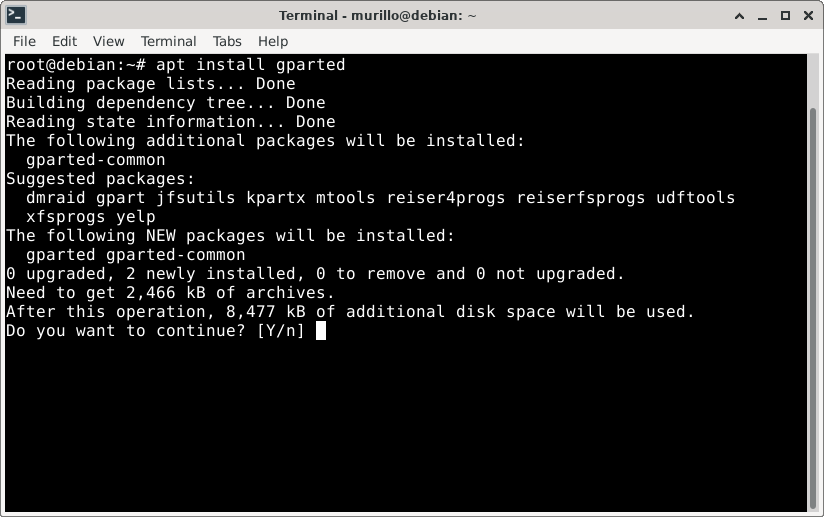 Terminal - murillo@debian: ~
File Edit View Terminal Tabs Help
root@debian:~# apt install gparted
Reading package lists... Done
Building dependency tree... Done
Reading state information... Done
The following additional packages will be installed:
  gparted-common
Suggested packages:
  dmraid gpart jfsutils kpartx mtools reiser4progs reiserfsprogs udftools
  xfsprogs yelp
The following NEW packages will be installed:
  gparted gparted-common
0 upgraded, 2 newly installed, 0 to remove and 0 not upgraded.
Need to get 2,466 kB of archives.
After this operation, 8,477 kB of additional disk space will be used.
Do you want to continue? [Y/n]